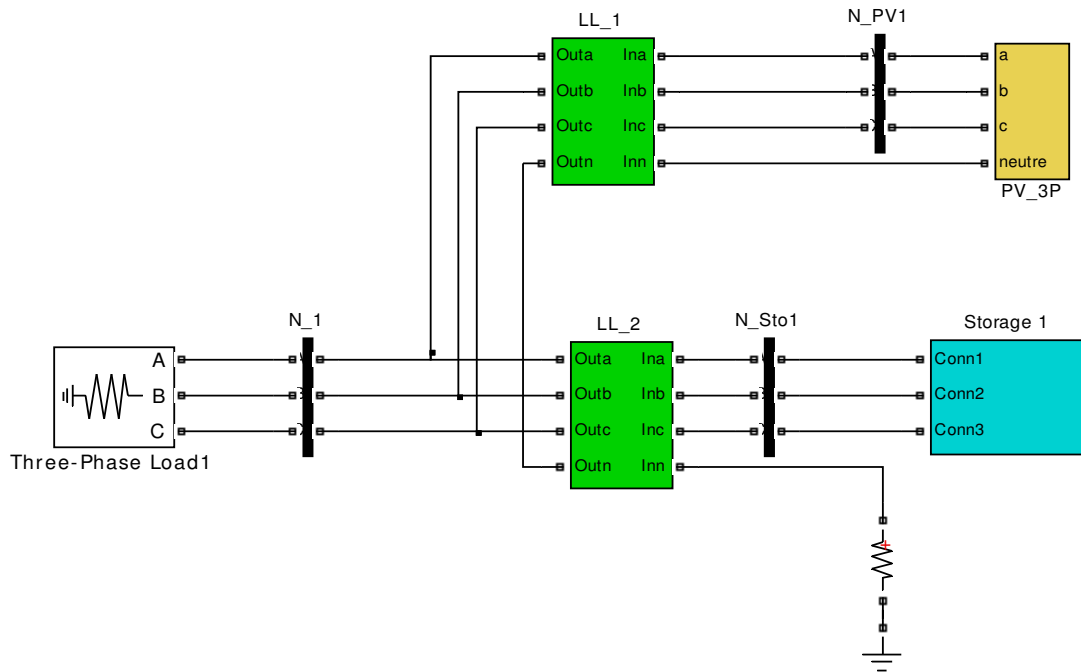 LL_1
N_PV1
Outa Ina
Outb Inb
Outc Inc
Outn Inn
a
b
c
neutre
PV_3P
N_1
LL_2
N_Sto1
Storage 1
A
B
C
Three-Phase Load1
Outa Ina
Outb Inb
Outc Inc
Outn Inn
Conn1
Conn2
Conn3